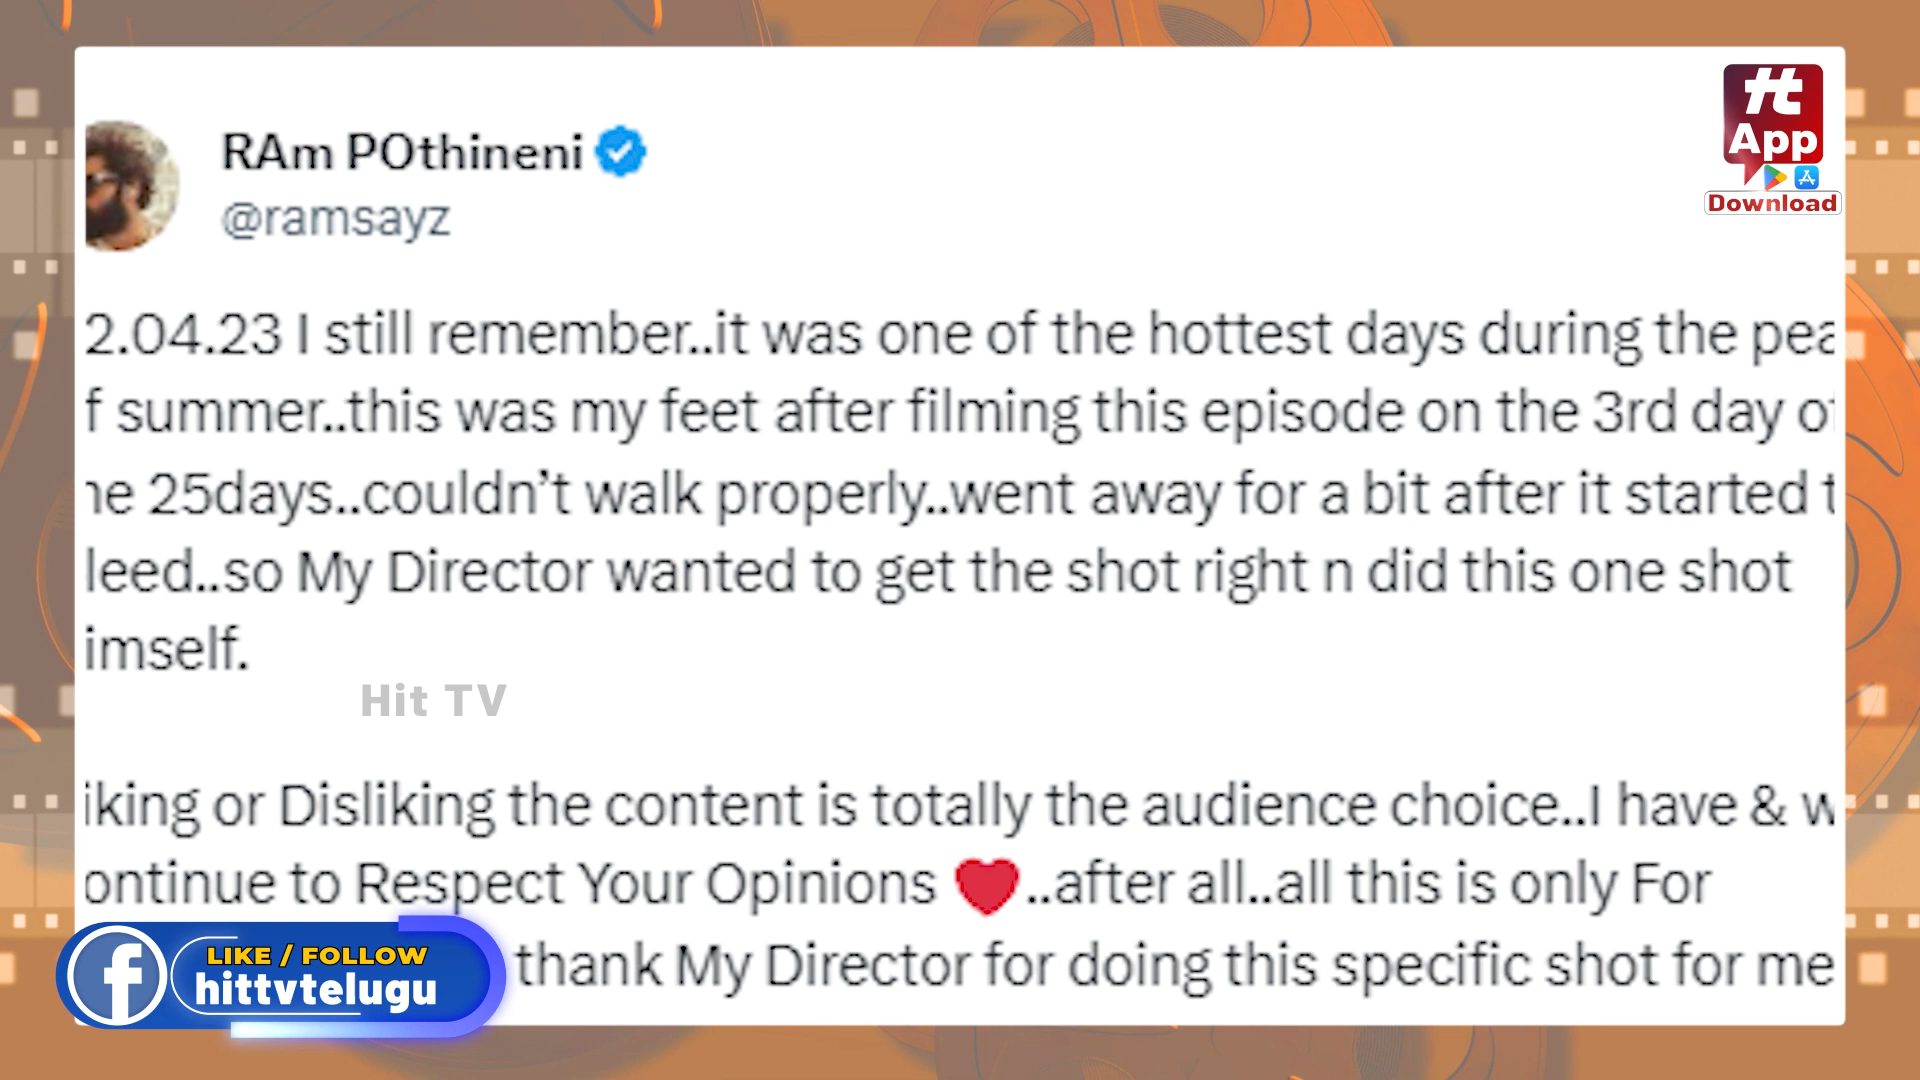 RAm POthineni
@ramsayz
2.04.23 I still remember..it was one of the hottest days during the pea
f summer..this was my feet after filming this episode on the 3rd day of
he 25days..couldn't walk properly..went away for a bit after it started t
leed..so My Director wanted to get the shot right n did this one shot
imself.
iking or Disliking the content is totally the audience choice..I have & w
ontinue to Respect Your Opinions ❤️..after all..all this is only For
thank My Director for doing this specific shot for me
Hit TV
LIKE / FOLLOW
hittvtelugu
App
Download